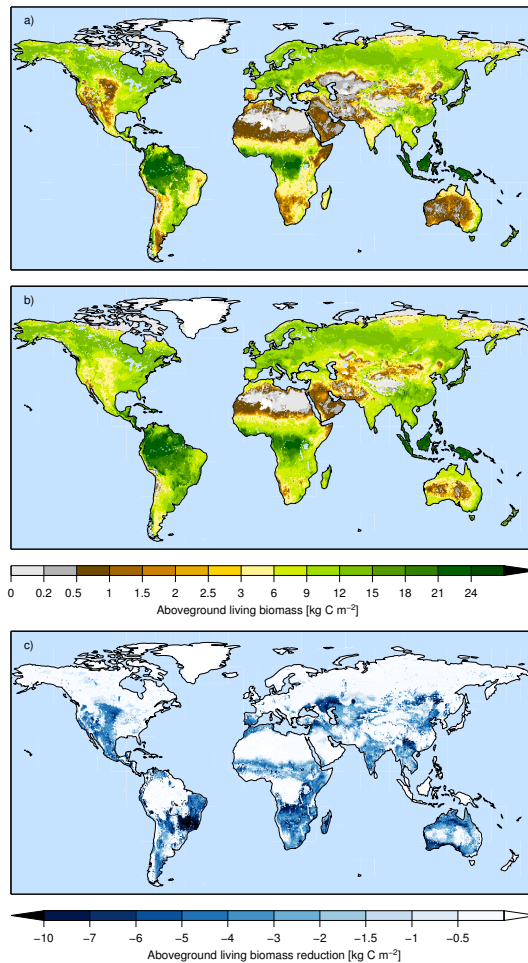 a)
b)
0 0.2 0.5 1 1.5 2 2.5 3 6 9 12 15 18 21 24
Aboveground living biomass [kg C m⁻²]
c)
−10 −7 −6 −5 −4 −3 −2 −1.5 −1 −0.5
Aboveground living biomass reduction [kg C m⁻²]